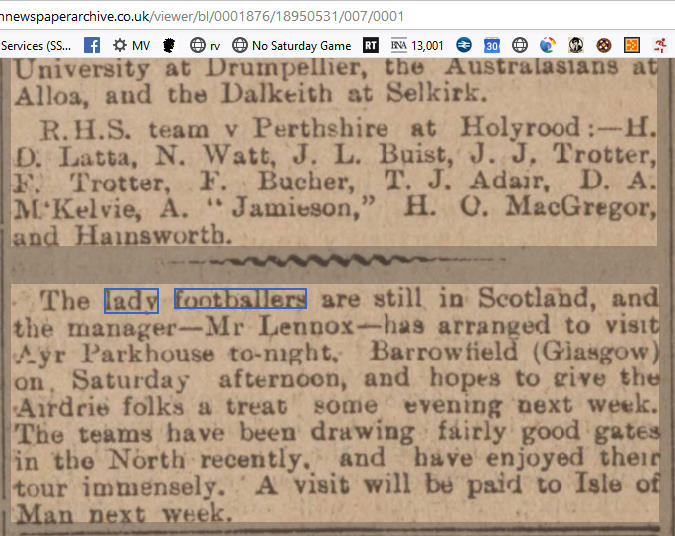 nnewspaperarchive.co.uk/viewer/bl/0001876/18950531/007/0001
Services (SS... MV rv No Saturday Game RT BNA 13,001 30
University at Drumpellier, the Australasians at
Alloa, and the Dalkeith at Selkirk.
R.H.S. team v Perthshire at Holyrood:—H.
D. Latta, N. Watt, J. L. Buist, J. J. Trotter,
F. Trotter, F. Bucher, T. J. Adair, D. A.
M'Kelvie, A. "Jamieson," H. O. MacGregor,
and Hainsworth.
The lady footballers are still in Scotland, and
the manager—Mr Lennox—has arranged to visit
Ayr Parkhouse to-night. Barrowfield (Glasgow)
on Saturday afternoon, and hopes to give the
Airdrie folks a treat some evening next week.
The teams have been drawing fairly good gates
in the North recently, and have enjoyed their
tour immensely. A visit will be paid to Isle of
Man next week.